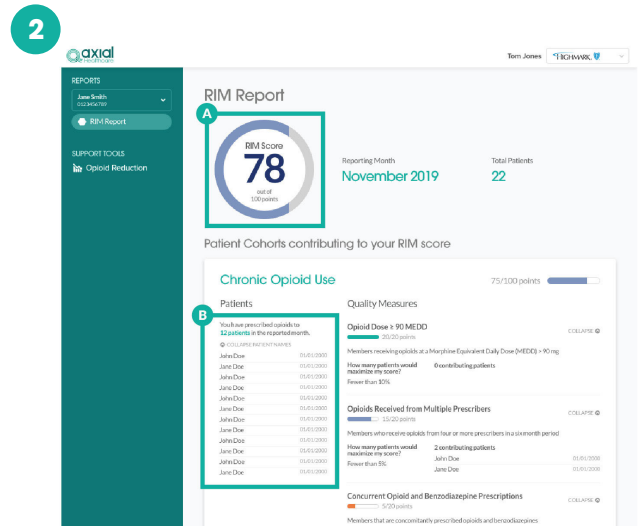 2
axial
Healthcare
Tom Jones
HIGHMARK
REPORTS
Jane Smith
0123456789
RIM Report
SUPPORT TOOLS
Opioid Reduction
RIM Report
A
RIM Score
78
out of
100 points
Reporting Month
November 2019
Total Patients
22
Patient Cohorts contributing to your RIM score
Chronic Opioid Use
75/100 points
Patients
B
You have prescribed opioids to:
12 patients in the reported month.
COLLAPSE PATIENT NAMES
John Doe 01/01/2000
Jane Doe 01/01/2000
John Doe 01/01/2000
John Doe 01/01/2000
John Doe 01/01/2000
Jane Doe 01/01/2000
John Doe 01/01/2000
Jane Doe 01/01/2000
Jane Doe 01/01/2000
Jane Doe 01/01/2000
John Doe 01/01/2000
Jane Doe 01/01/2000
Quality Measures
Opioid Dose ≥ 90 MEDD
COLLAPSE
20/20 points
Members receiving opioids at a Morphine Equivalent Daily Dose (MEDD) > 90 mg
How many patients would
maximize my score?
Fewer than 10%
0 contributing patients
Opioids Received from Multiple Prescribers
COLLAPSE
15/20 points
Members who receive opioids from four or more prescribers in a six month period
How many patients would
maximize my score?
Fewer than 5%
2 contributing patients
John Doe 01/01/2000
Jane Doe 01/01/2000
Concurrent Opioid and Benzodiazepine Prescriptions
COLLAPSE
5/20 points
Members that are concomitantly prescribed opioids and benzodiazepines